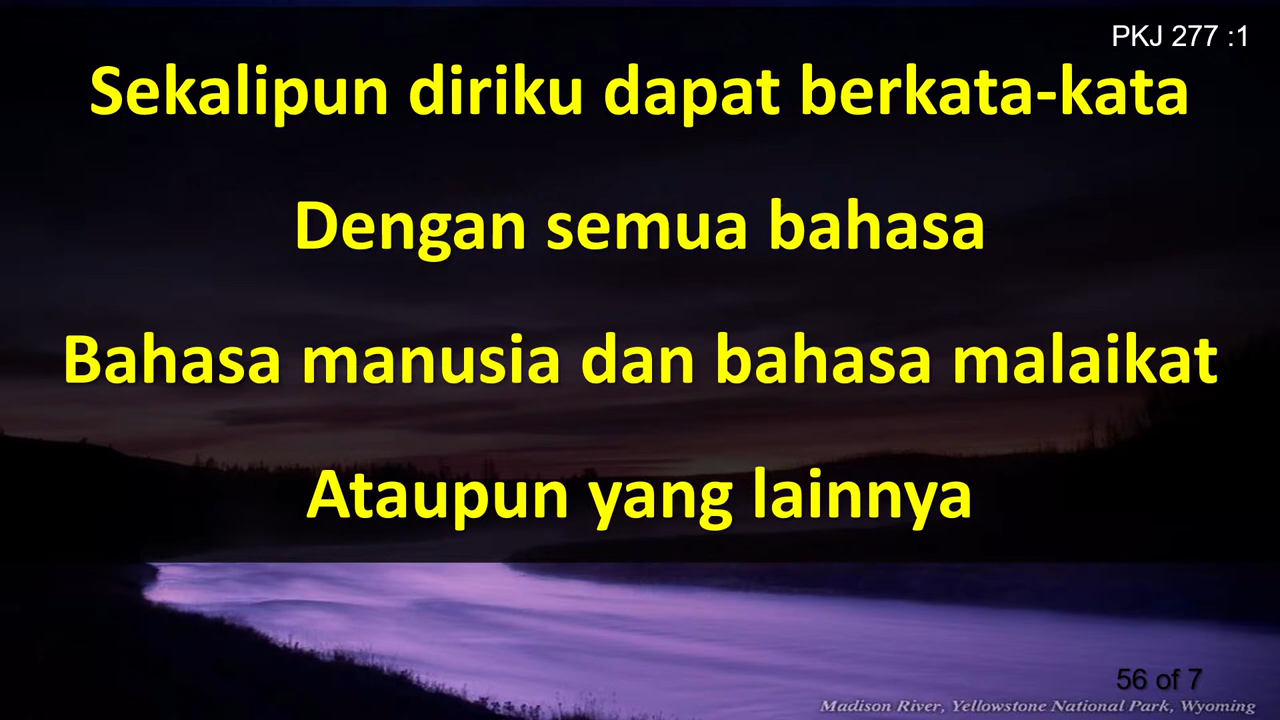 PKJ 277 :1
Sekalipun diriku dapat berkata-kata
Dengan semua bahasa
Bahasa manusia dan bahasa malaikat
Ataupun yang lainnya
56 of 7
Madison River, Yellowstone National Park, Wyoming